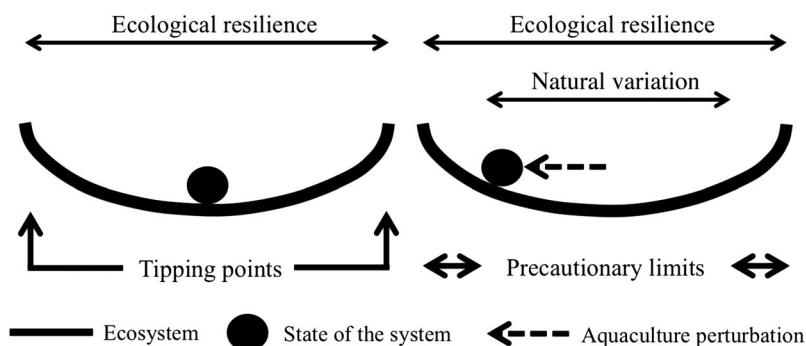 Ecological resilience
Ecological resilience
Natural variation
Tipping points
Precautionary limits
Ecosystem
State of the system
Aquaculture perturbation